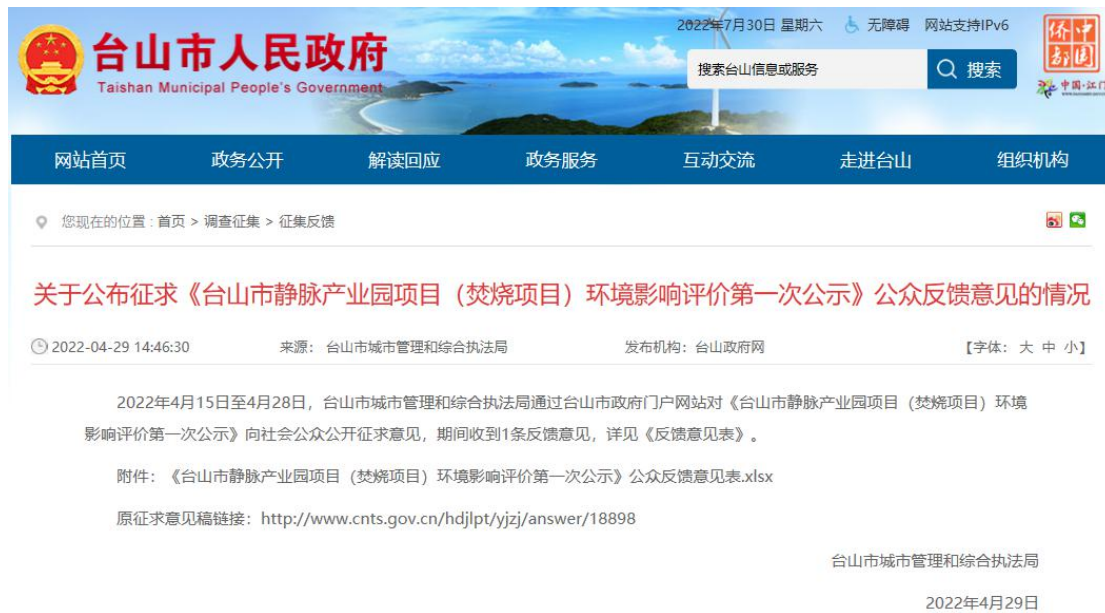 2022年7月30日 星期六 无障碍 网站支持IPv6
台山市人民政府
Taishan Municipal People's Government
搜索台山信息或服务 搜索
中国侨都
中国·江门
网站首页 政务公开 解读回应 政务服务 互动交流 走进台山 组织机构
您现在的位置 : 首页 > 调查征集 > 征集反馈
关于公布征求《台山市静脉产业园项目（焚烧项目）环境影响评价第一次公示》公众反馈意见的情况
2022-04-29 14:46:30 来源： 台山市城市管理和综合执法局 发布机构：台山政府网 【字体：大 中 小】
2022年4月15日至4月28日，台山市城市管理和综合执法局通过台山市政府门户网站对《台山市静脉产业园项目（焚烧项目）环境
影响评价第一次公示》向社会公众公开征求意见，期间收到1条反馈意见，详见《反馈意见表》。
附件：《台山市静脉产业园项目（焚烧项目）环境影响评价第一次公示》公众反馈意见表.xlsx
原征求意见稿链接：http://www.cnts.gov.cn/hdjlpt/yjzj/answer/18898
台山市城市管理和综合执法局
2022年4月29日